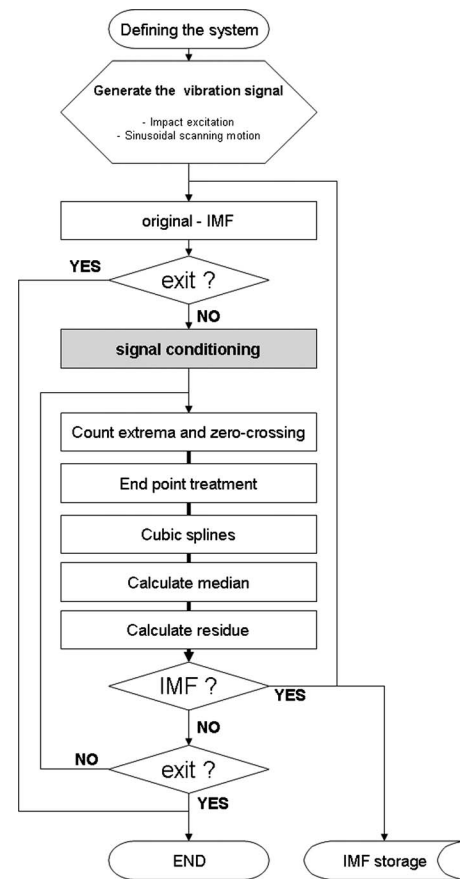 Defining the system
Generate the vibration signal
- Impact excitation
- Sinusoidal scanning motion
original - IMF
YES
exit ?
NO
signal conditioning
Count extrema and zero-crossing
End point treatment
Cubic splines
Calculate median
Calculate residue
IMF ?
YES
NO
NO
exit ?
YES
END
IMF storage